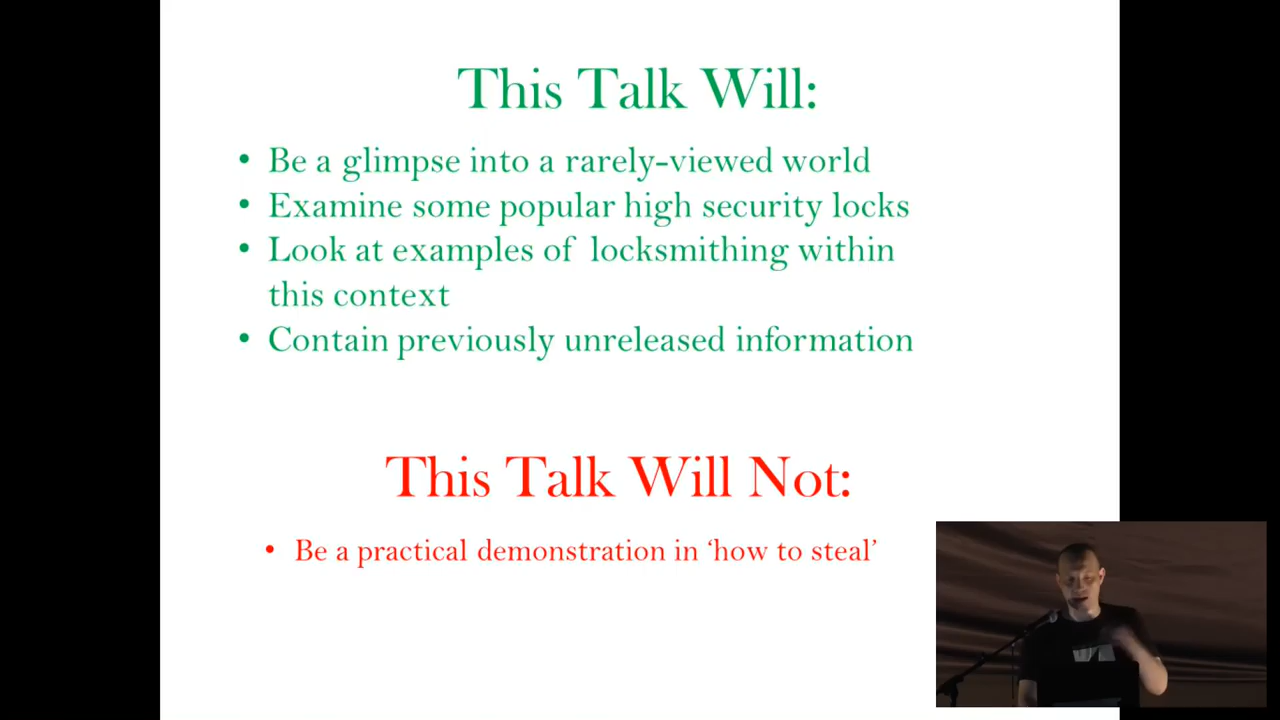 This Talk Will:
• Be a glimpse into a rarely-viewed world
• Examine some popular high security locks
• Look at examples of locksmithing within
this context
• Contain previously unreleased information
This Talk Will Not:
• Be a practical demonstration in ‘how to steal’